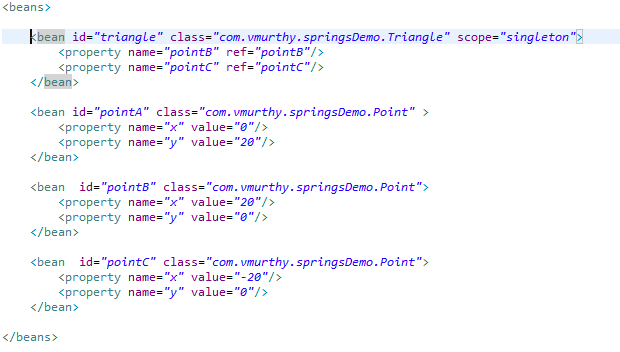 <beans>
<bean id="triangle" class="com.vmurthy.springsDemo.Triangle" scope="singleton">
<property name="pointB" ref="pointB"/>
<property name="pointC" ref="pointC"/>
</bean>
<bean id="pointA" class="com.vmurthy.springsDemo.Point" >
<property name="x" value="0"/>
<property name="y" value="20"/>
</bean>
<bean  id="pointB" class="com.vmurthy.springsDemo.Point">
<property name="x" value="20"/>
<property name="y" value="0"/>
</bean>
<bean  id="pointC" class="com.vmurthy.springsDemo.Point">
<property name="x" value="-20"/>
<property name="y" value="0"/>
</bean>
</beans>